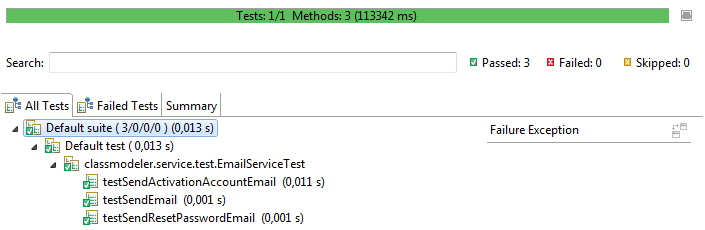 Tests: 1/1 Methods: 3 (113342 ms)
Search: Passed: 3 Failed: 0 Skipped: 0
All Tests Failed Tests Summary
Default suite ( 3/0/0/0 ) (0,013 s) Failure Exception
Default test ( 0,013 s)
classmodeler.service.test.EmailServiceTest
testSendActivationAccountEmail (0,011 s)
testSendEmail (0,001 s)
testSendResetPasswordEmail (0,001 s)